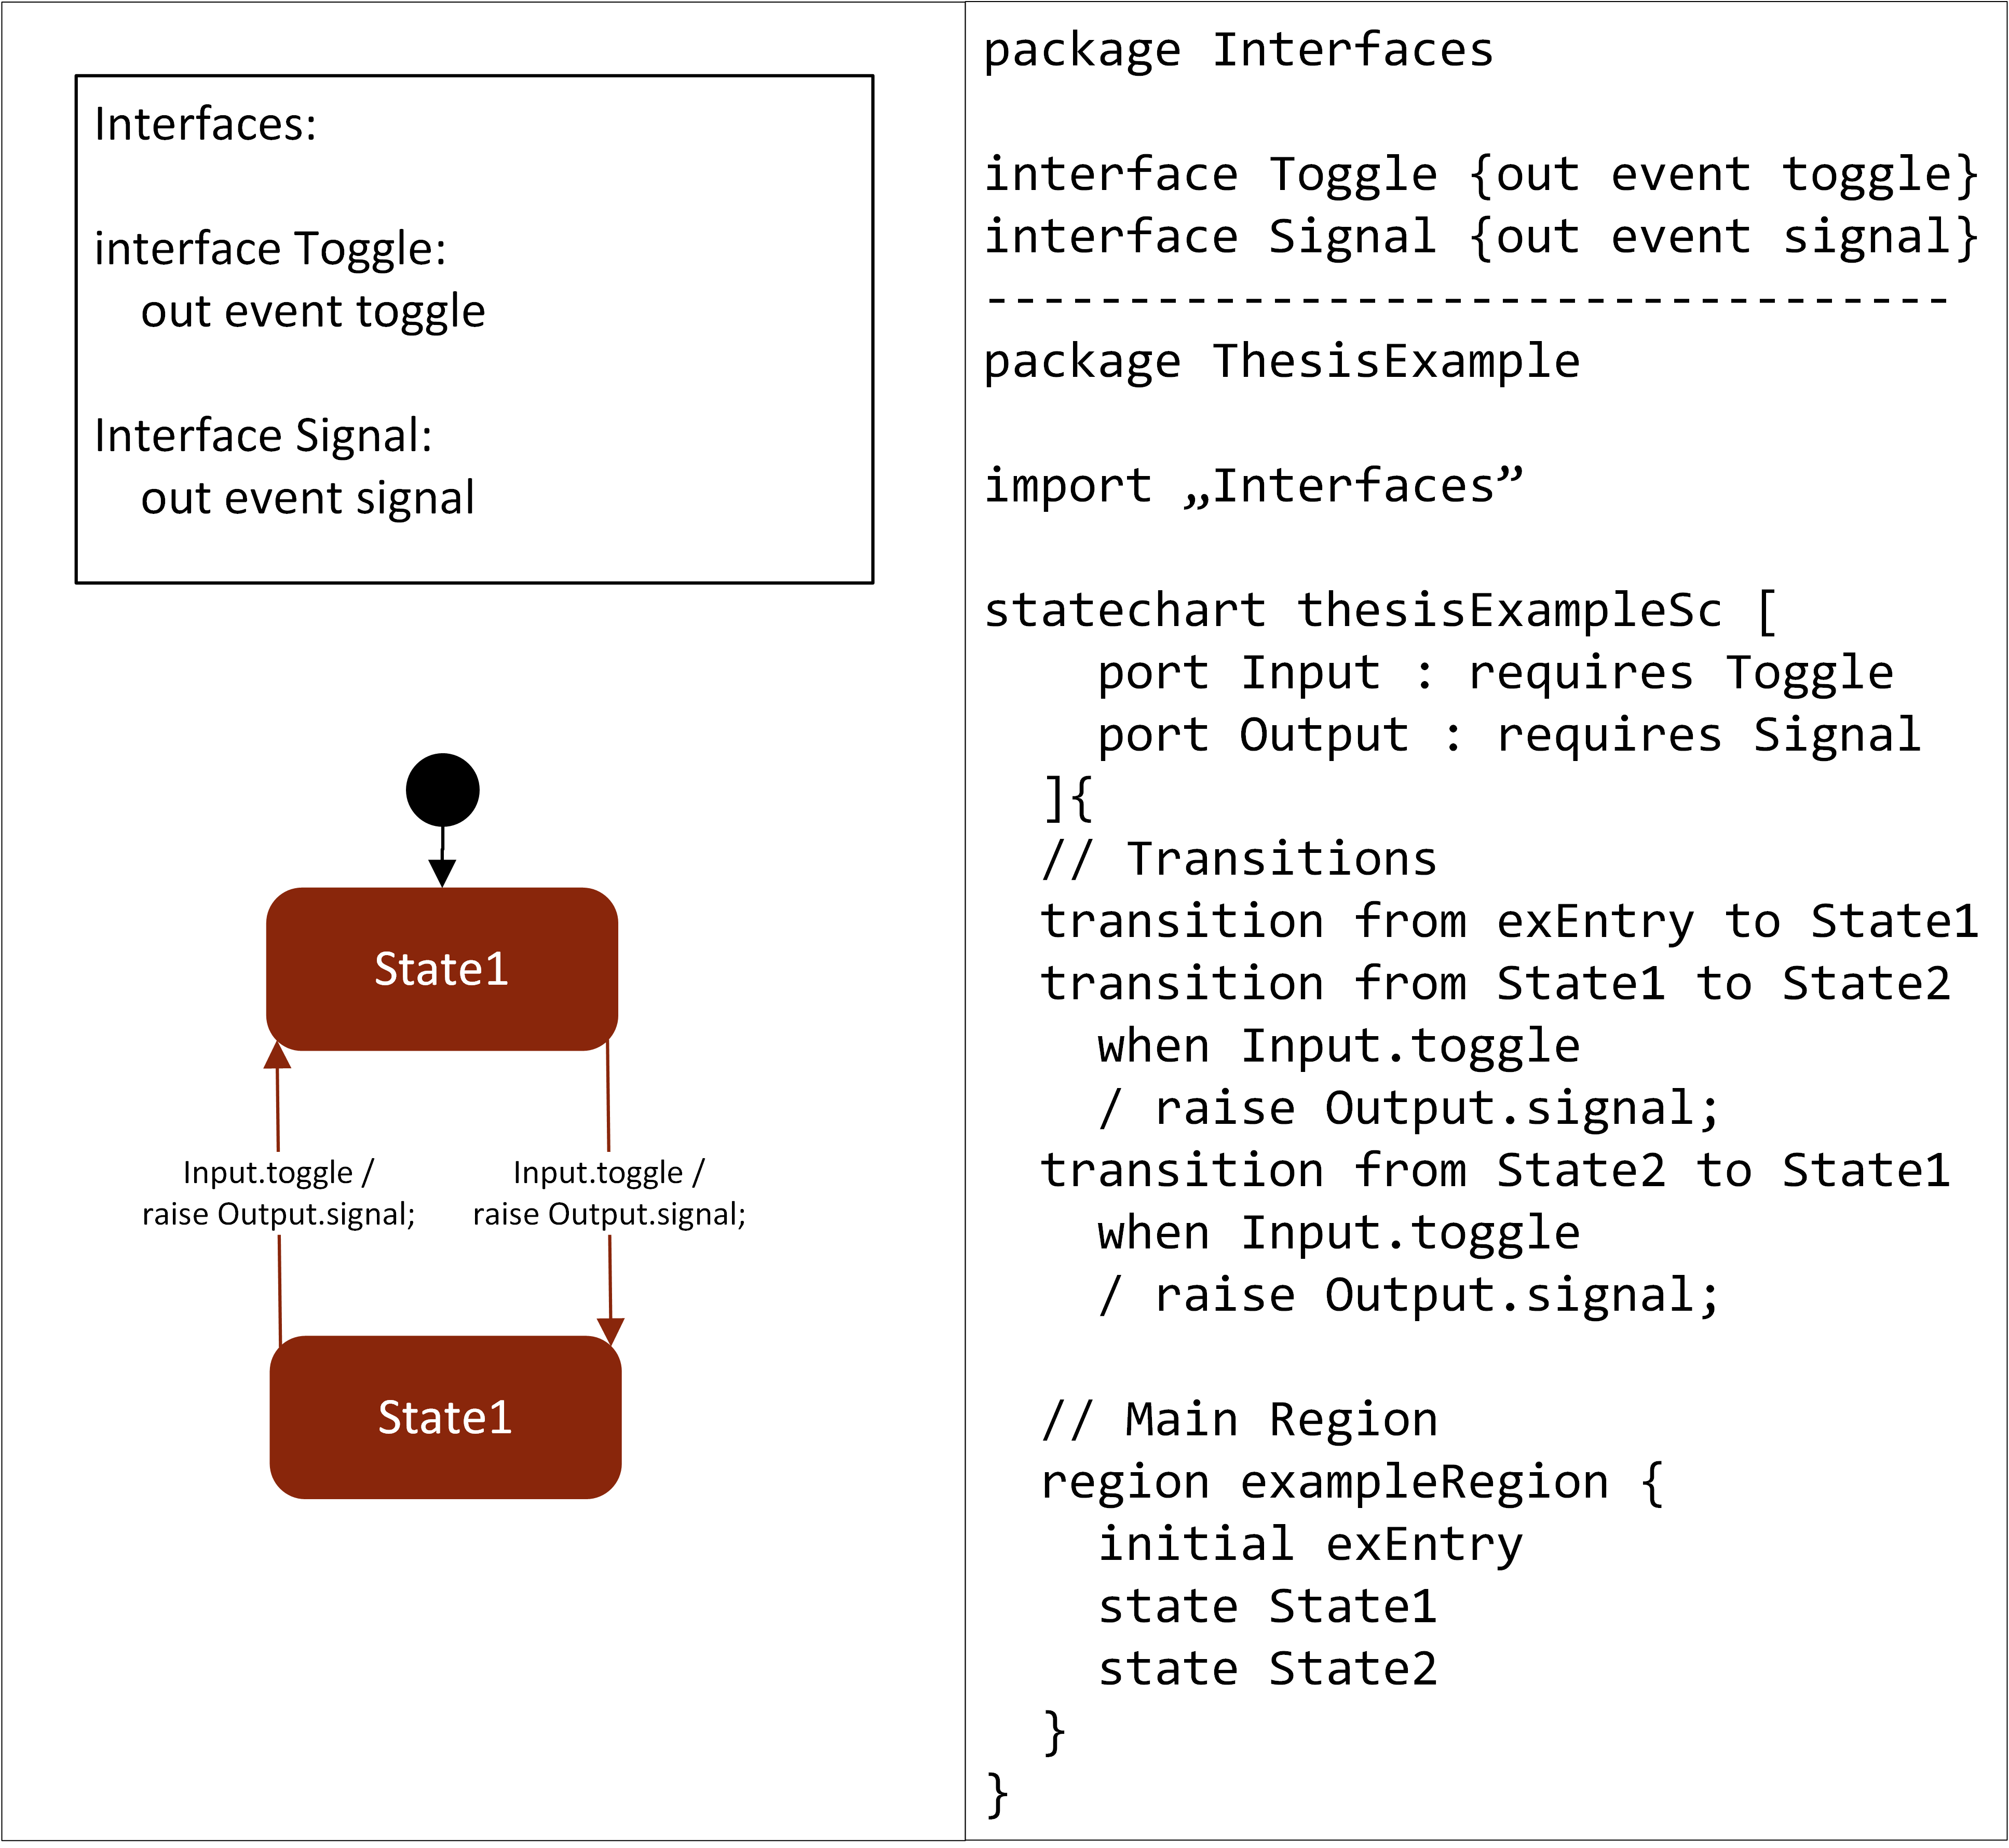 Interfaces:
interface Toggle:
out event toggle
Interface Signal:
out event signal
State1
Input.toggle /
raise Output.signal;
Input.toggle /
raise Output.signal;
State1
package Interfaces
interface Toggle {out event toggle}
interface Signal {out event signal}
----------------------------------
package ThesisExample
import „Interfaces”
statechart thesisExampleSc [
port Input : requires Toggle
port Output : requires Signal
]{
// Transitions
transition from exEntry to State1
transition from State1 to State2
when Input.toggle
/ raise Output.signal;
transition from State2 to State1
when Input.toggle
/ raise Output.signal;
// Main Region
region exampleRegion {
initial exEntry
state State1
state State2
}
}